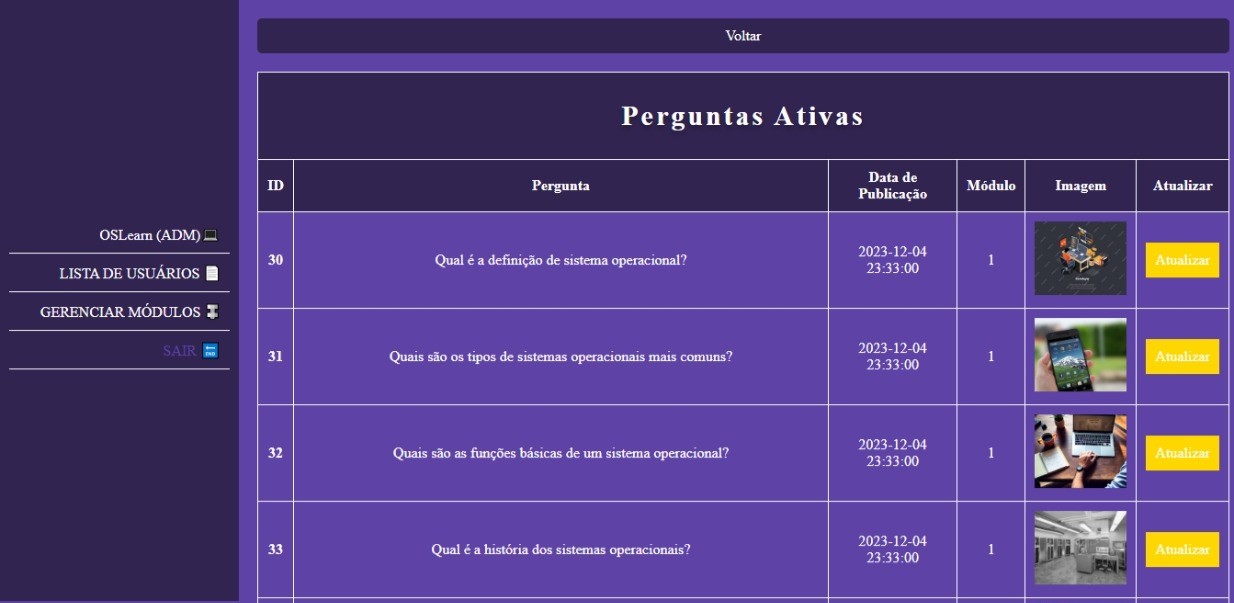 Voltar
OSLearn (ADM) 💻
LISTA DE USUÁRIOS 📄
GERENCIAR MÓDULOS
SAIR 🔚
Perguntas Ativas
ID Pergunta Data de Publicação Módulo Imagem Atualizar
30 Qual é a definição de sistema operacional? 2023-12-04 23:33:00 1 Atualizar
31 Quais são os tipos de sistemas operacionais mais comuns? 2023-12-04 23:33:00 1 Atualizar
32 Quais são as funções básicas de um sistema operacional? 2023-12-04 23:33:00 1 Atualizar
33 Qual é a história dos sistemas operacionais? 2023-12-04 23:33:00 1 Atualizar